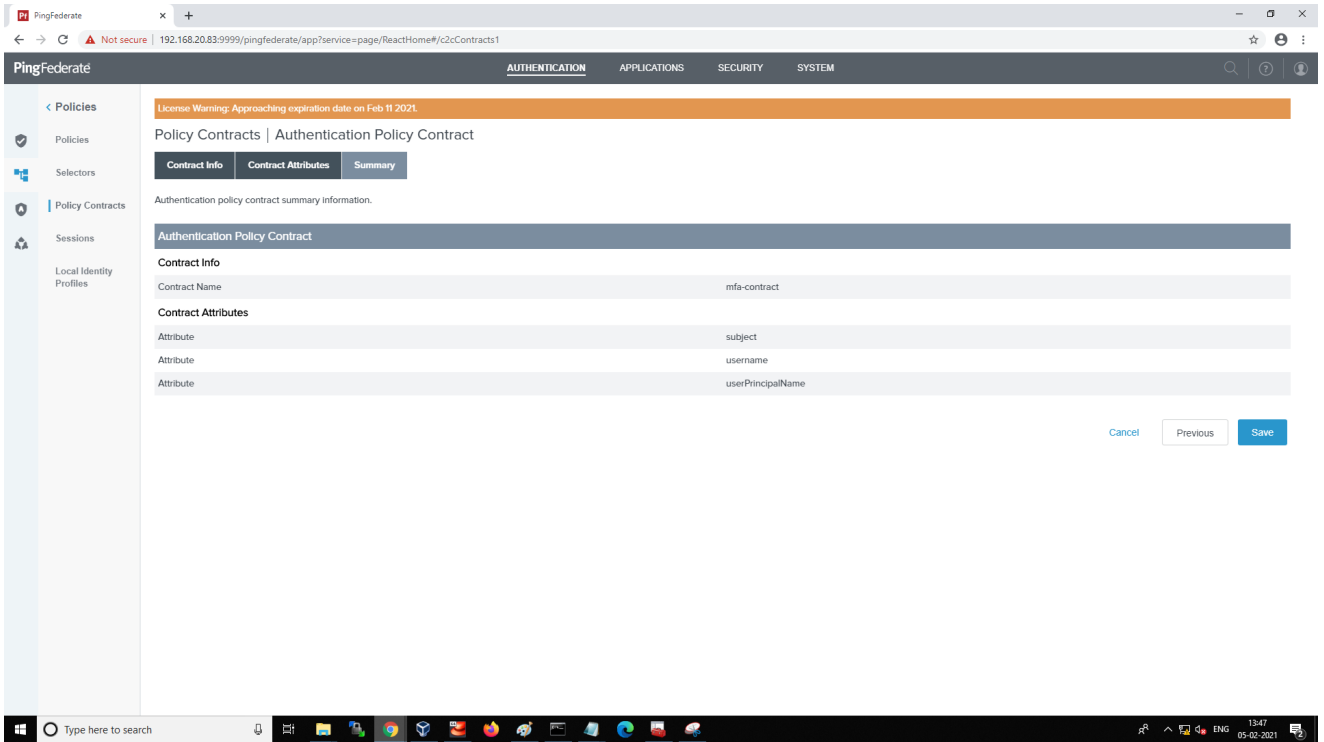 Pf PingFederate
Not secure | 192.168.20.83:9999/pingfederate/app?service=page/ReactHome#/c2cContracts1
PingFederate AUTHENTICATION APPLICATIONS SECURITY SYSTEM
Policies
Policies
Selectors
Policy Contracts
Sessions
Local Identity
Profiles
License Warning: Approaching expiration date on Feb 11 2021.
Policy Contracts | Authentication Policy Contract
Contract Info Contract Attributes Summary
Authentication policy contract summary information.
Authentication Policy Contract
Contract Info
Contract Name mfa-contract
Contract Attributes
Attribute subject
Attribute username
Attribute userPrincipalName
Cancel Previous Save
Type here to search
ENG
13:47
05-02-2021
2